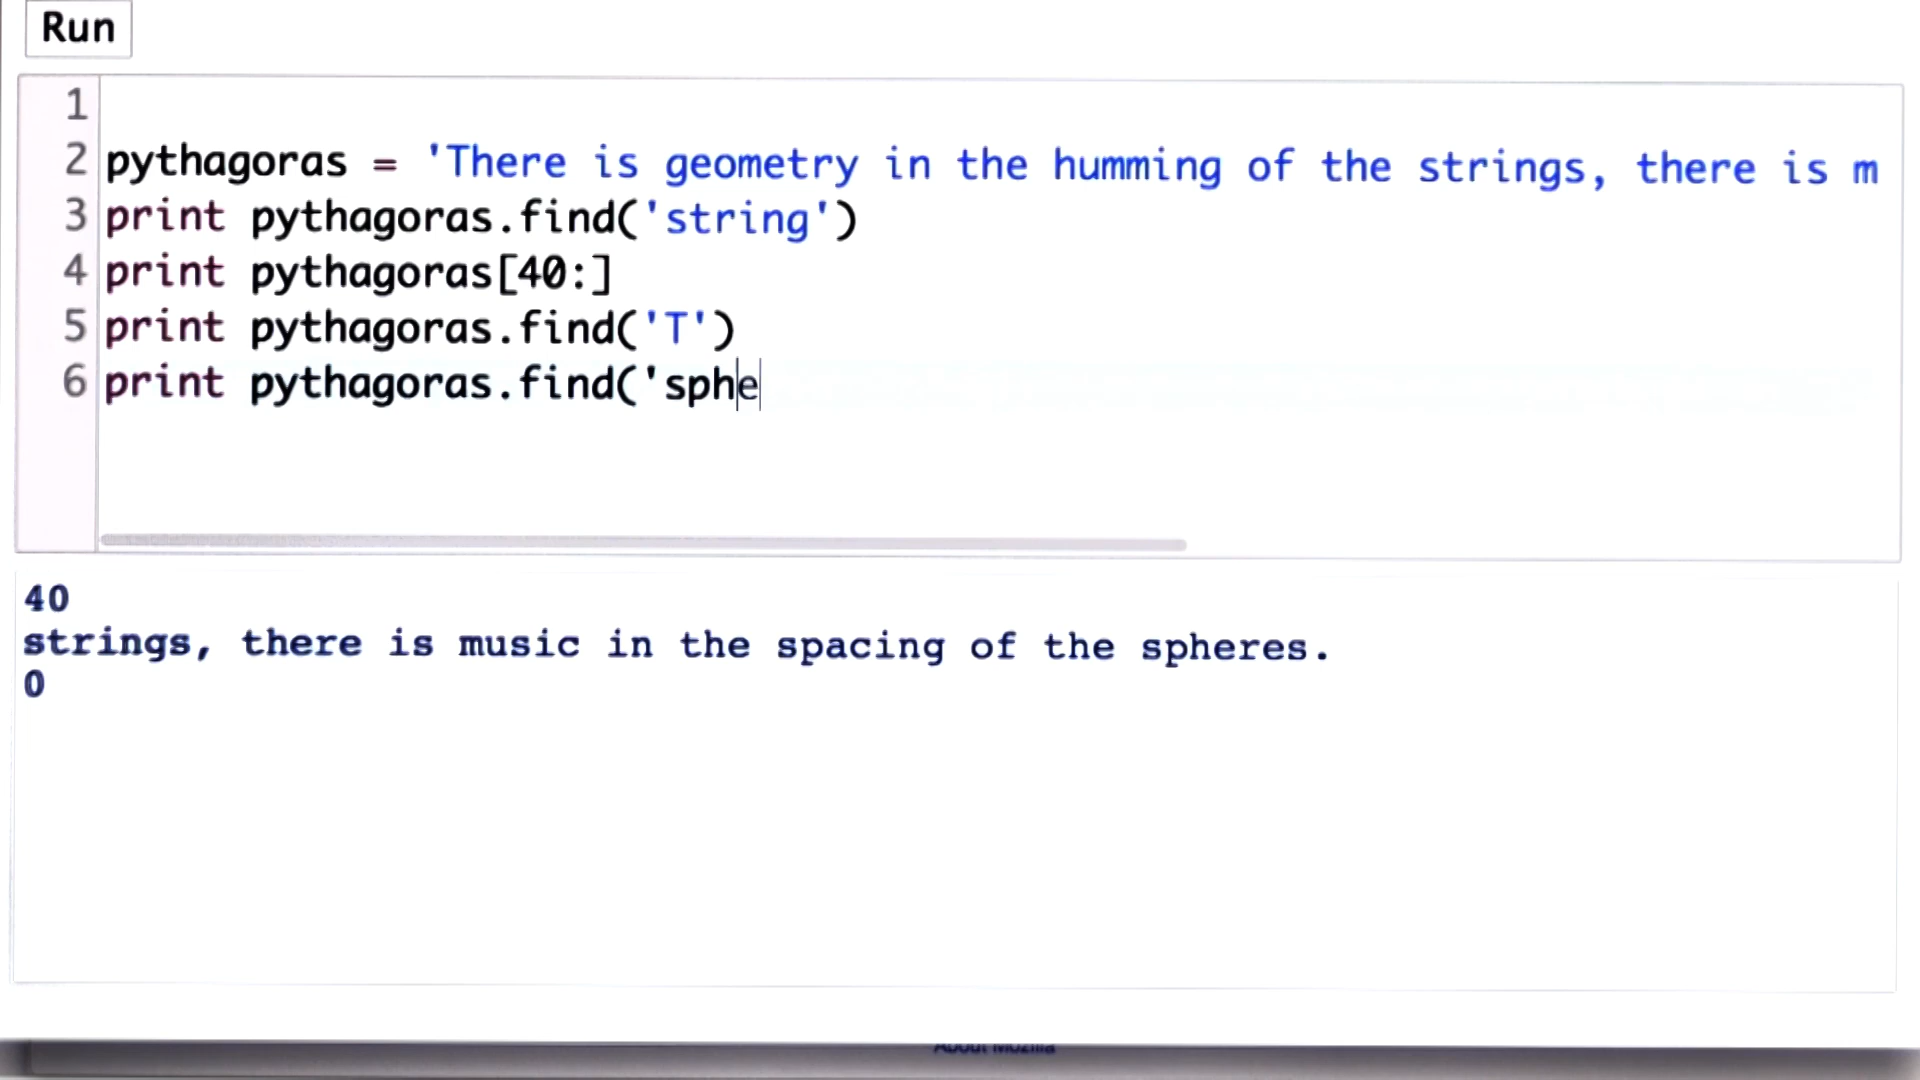 Run
1
2 pythagoras = 'There is geometry in the humming of the strings, there is m
3 print pythagoras.find('string')
4 print pythagoras[40:]
5 print pythagoras.find('T')
6 print pythagoras.find('sphe
40
strings, there is music in the spacing of the spheres.
0
About Mozilla